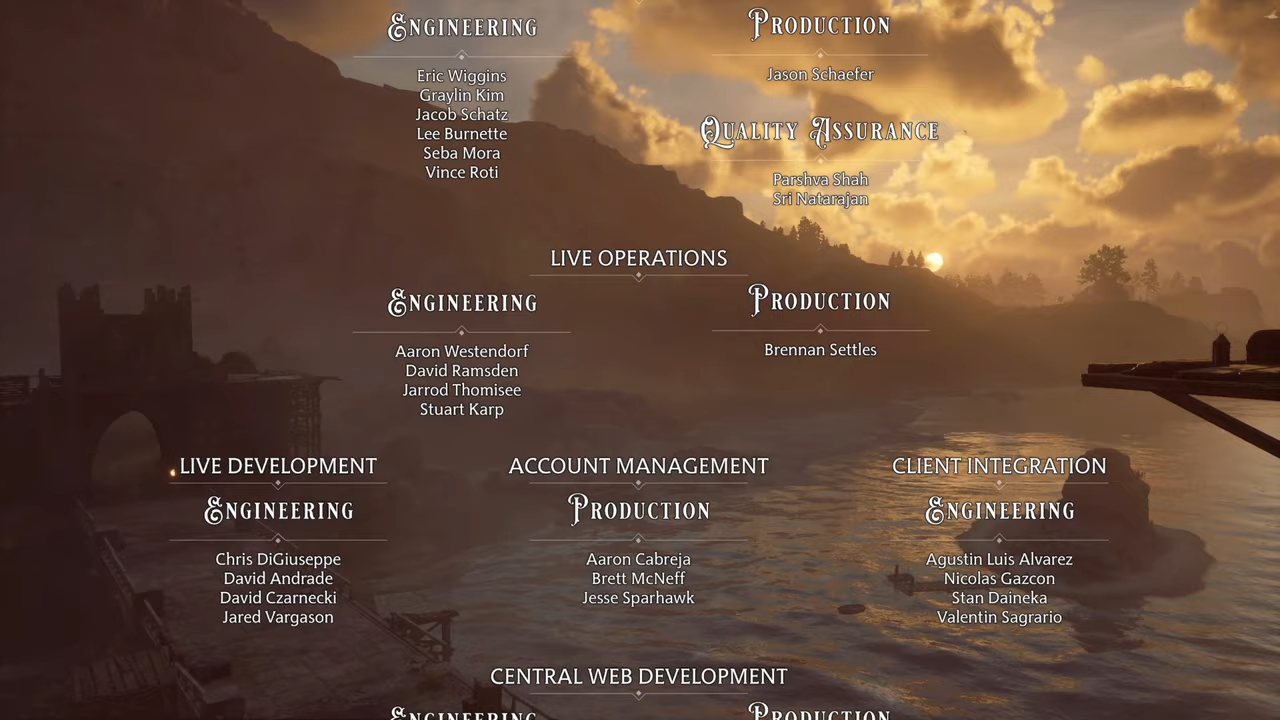 Engineering
Eric Wiggins
Graylin Kim
Jacob Schatz
Lee Burnette
Seba Mora
Vince Roti
Production
Jason Schaefer
Quality Assurance
Parshva Shah
Sri Natarajan
LIVE OPERATIONS
Engineering
Aaron Westendorf
David Ramsden
Jarrod Thomisee
Stuart Karp
Production
Brennan Settles
LIVE DEVELOPMENT
Engineering
Chris DiGiuseppe
David Andrade
David Czarnecki
Jared Vargason
ACCOUNT MANAGEMENT
Production
Aaron Cabreja
Brett McNeff
Jesse Sparhawk
CLIENT INTEGRATION
Engineering
Agustin Luis Alvarez
Nicolas Gazcon
Stan Daineka
Valentin Sagrario
CENTRAL WEB DEVELOPMENT
Engineering
Production